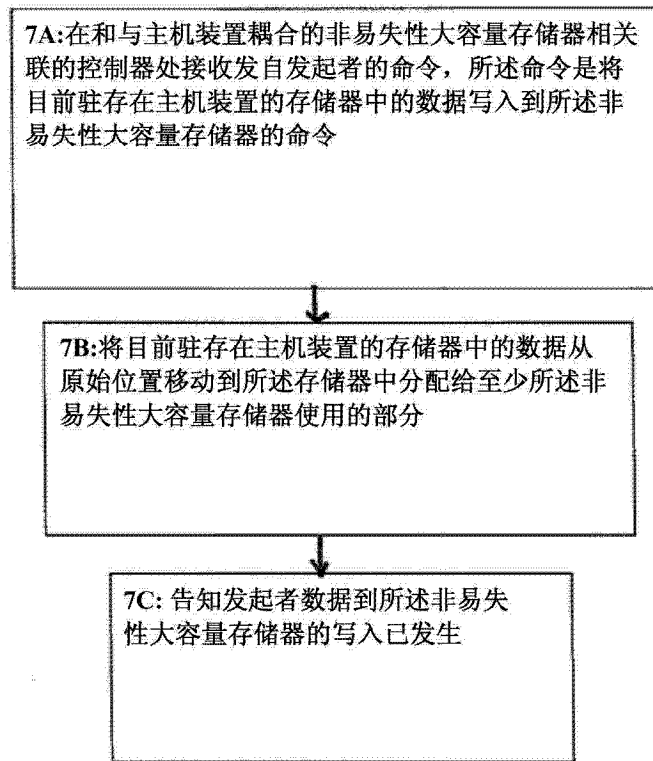 7A:在和与主机装置耦合的非易失性大容量存储器相关
联的控制器处接收发自发起者的命令，所述命令是将
目前驻存在主机装置的存储器中的数据写入到所述非
易失性大容量存储器的命令
7B:将目前驻存在主机装置的存储器中的数据从
原始位置移动到所述存储器中分配给至少所述非
易失性大容量存储器使用的部分
7C: 告知发起者数据到所述非易失
性大容量存储器的写入已发生